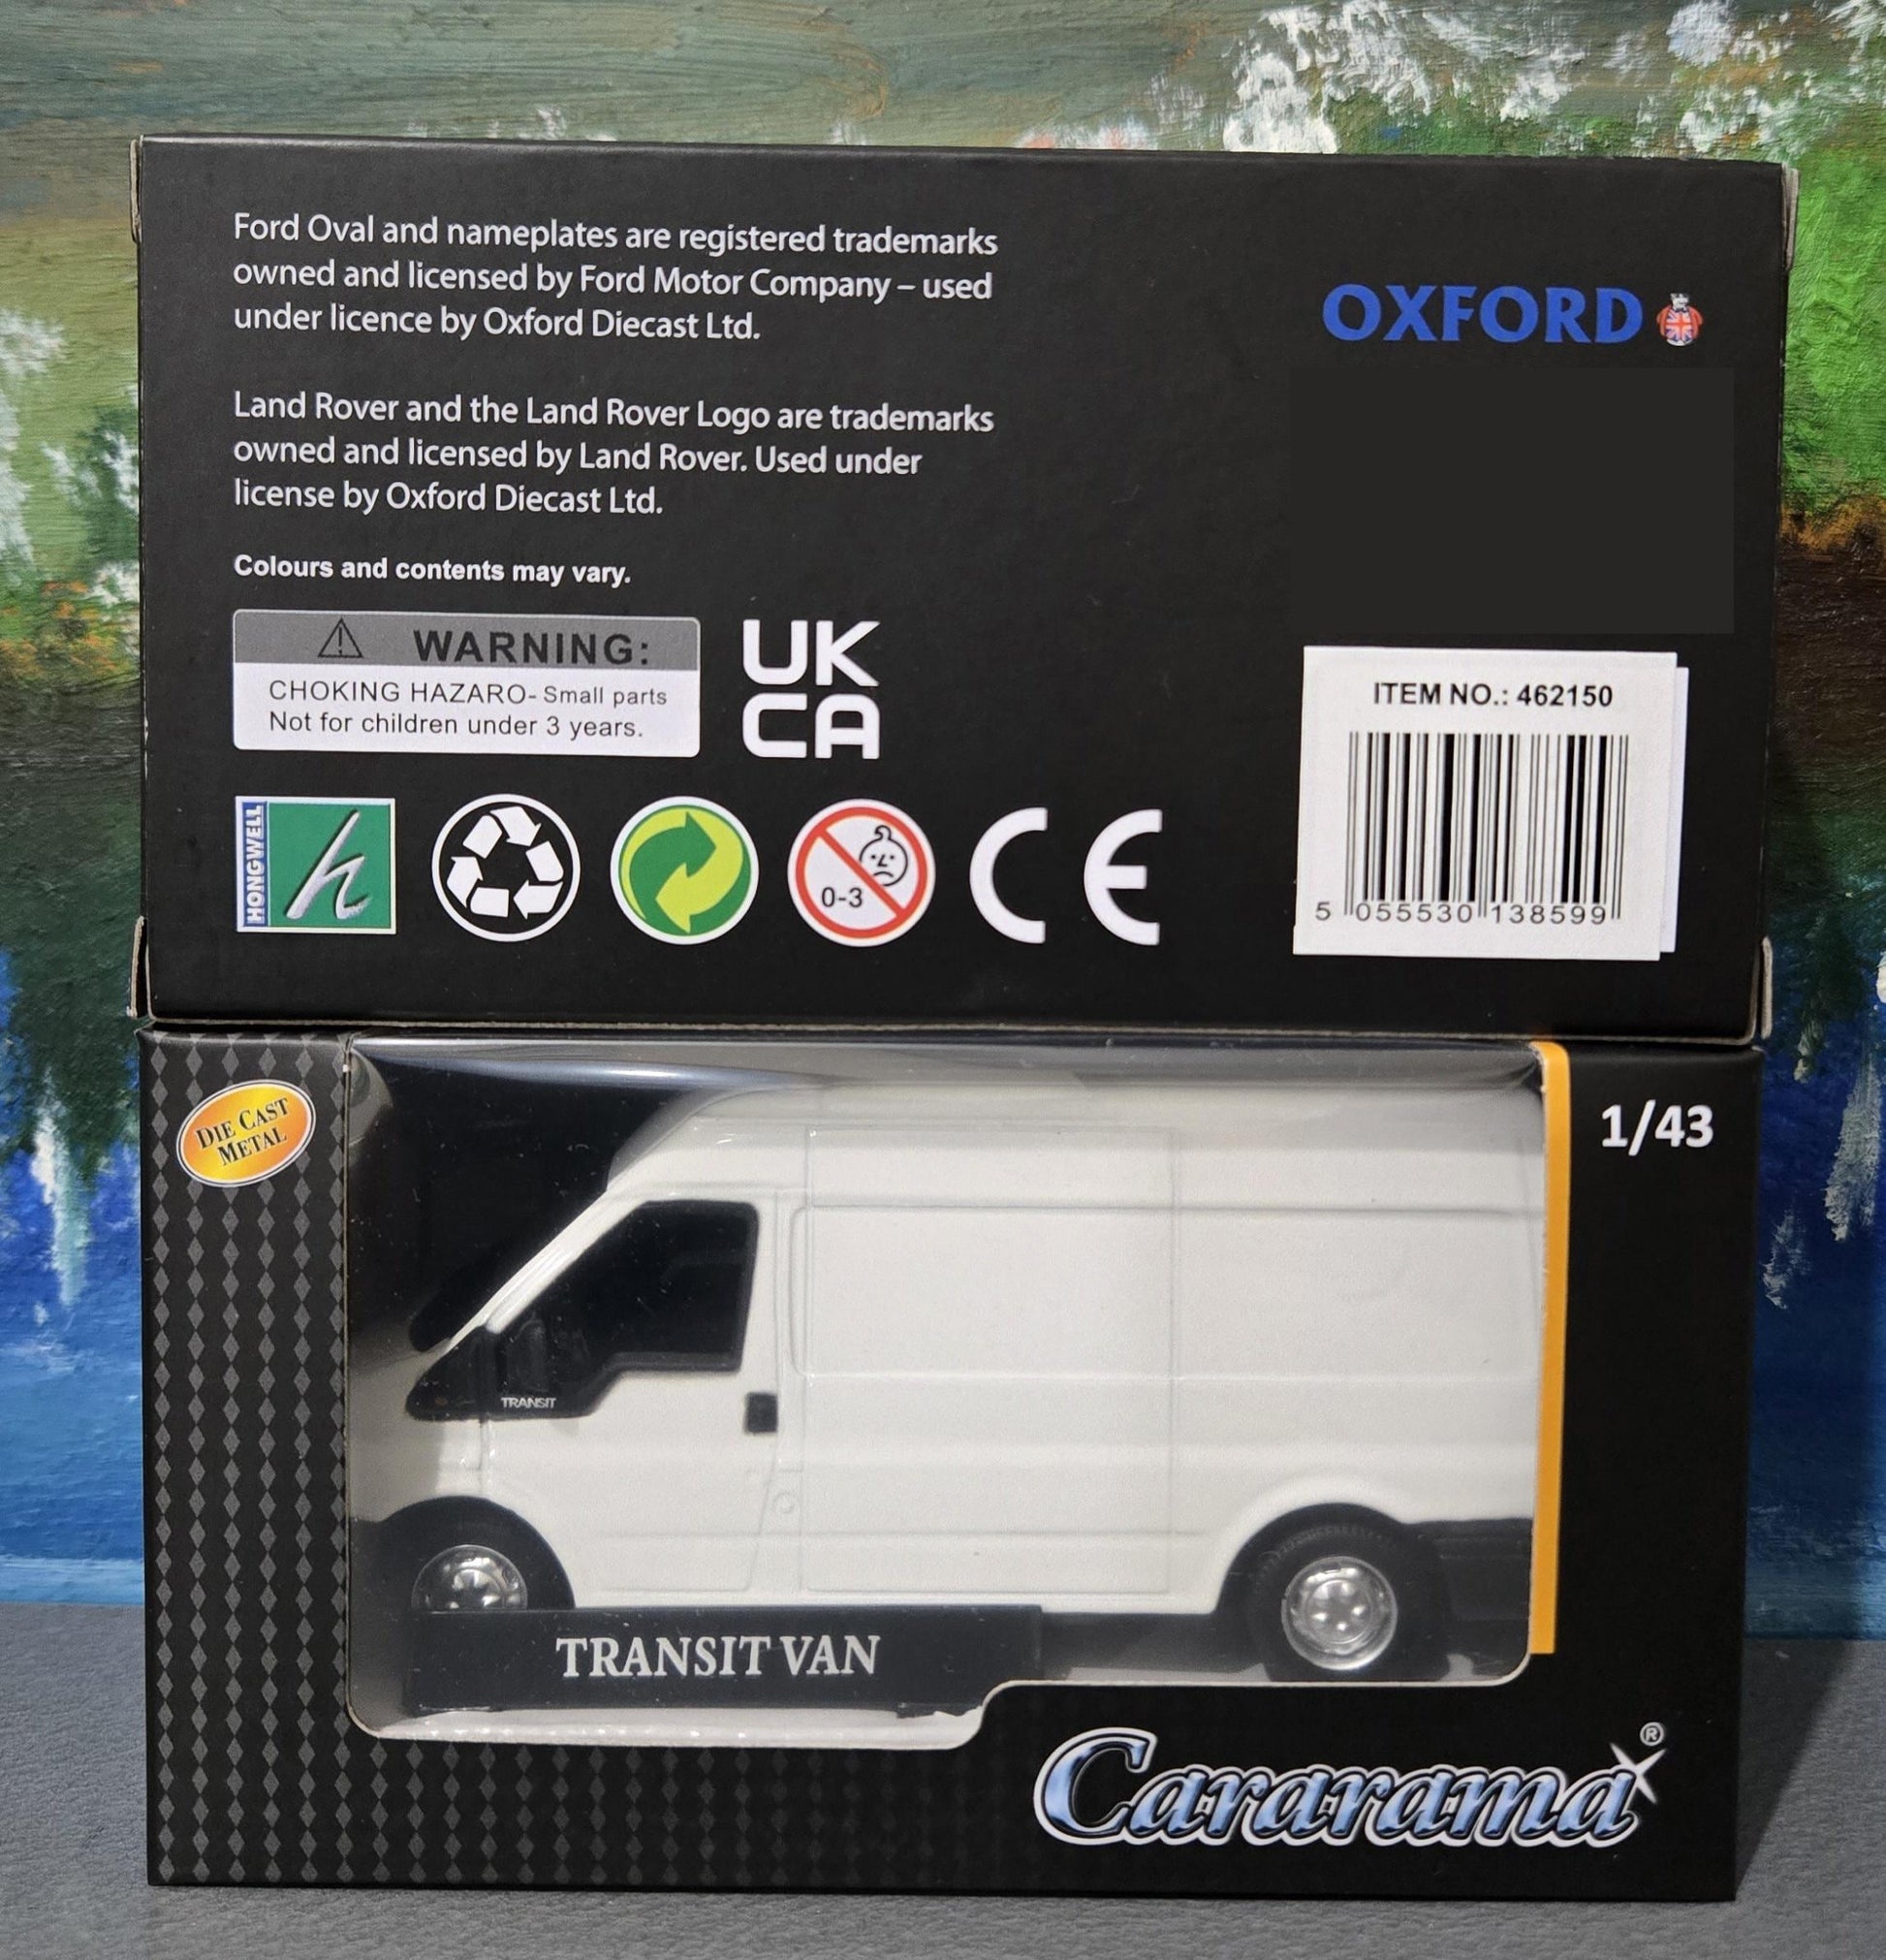 Ford Oval and nameplates are registered trademarks
owned and licensed by Ford Motor Company – used
under licence by Oxford Diecast Ltd.
OXFORD
Land Rover and the Land Rover Logo are trademarks
owned and licensed by Land Rover. Used under
license by Oxford Diecast Ltd.
Colours and contents may vary.
WARNING:
CHOKING HAZARO- Small parts
Not for children under 3 years.
UK
CA
ITEM NO.: 462150
5 055530 138599
HONGWELL
h
0-3
CE
DIE CAST
METAL
1/43
TRANSIT
TRANSIT VAN
Cararama®